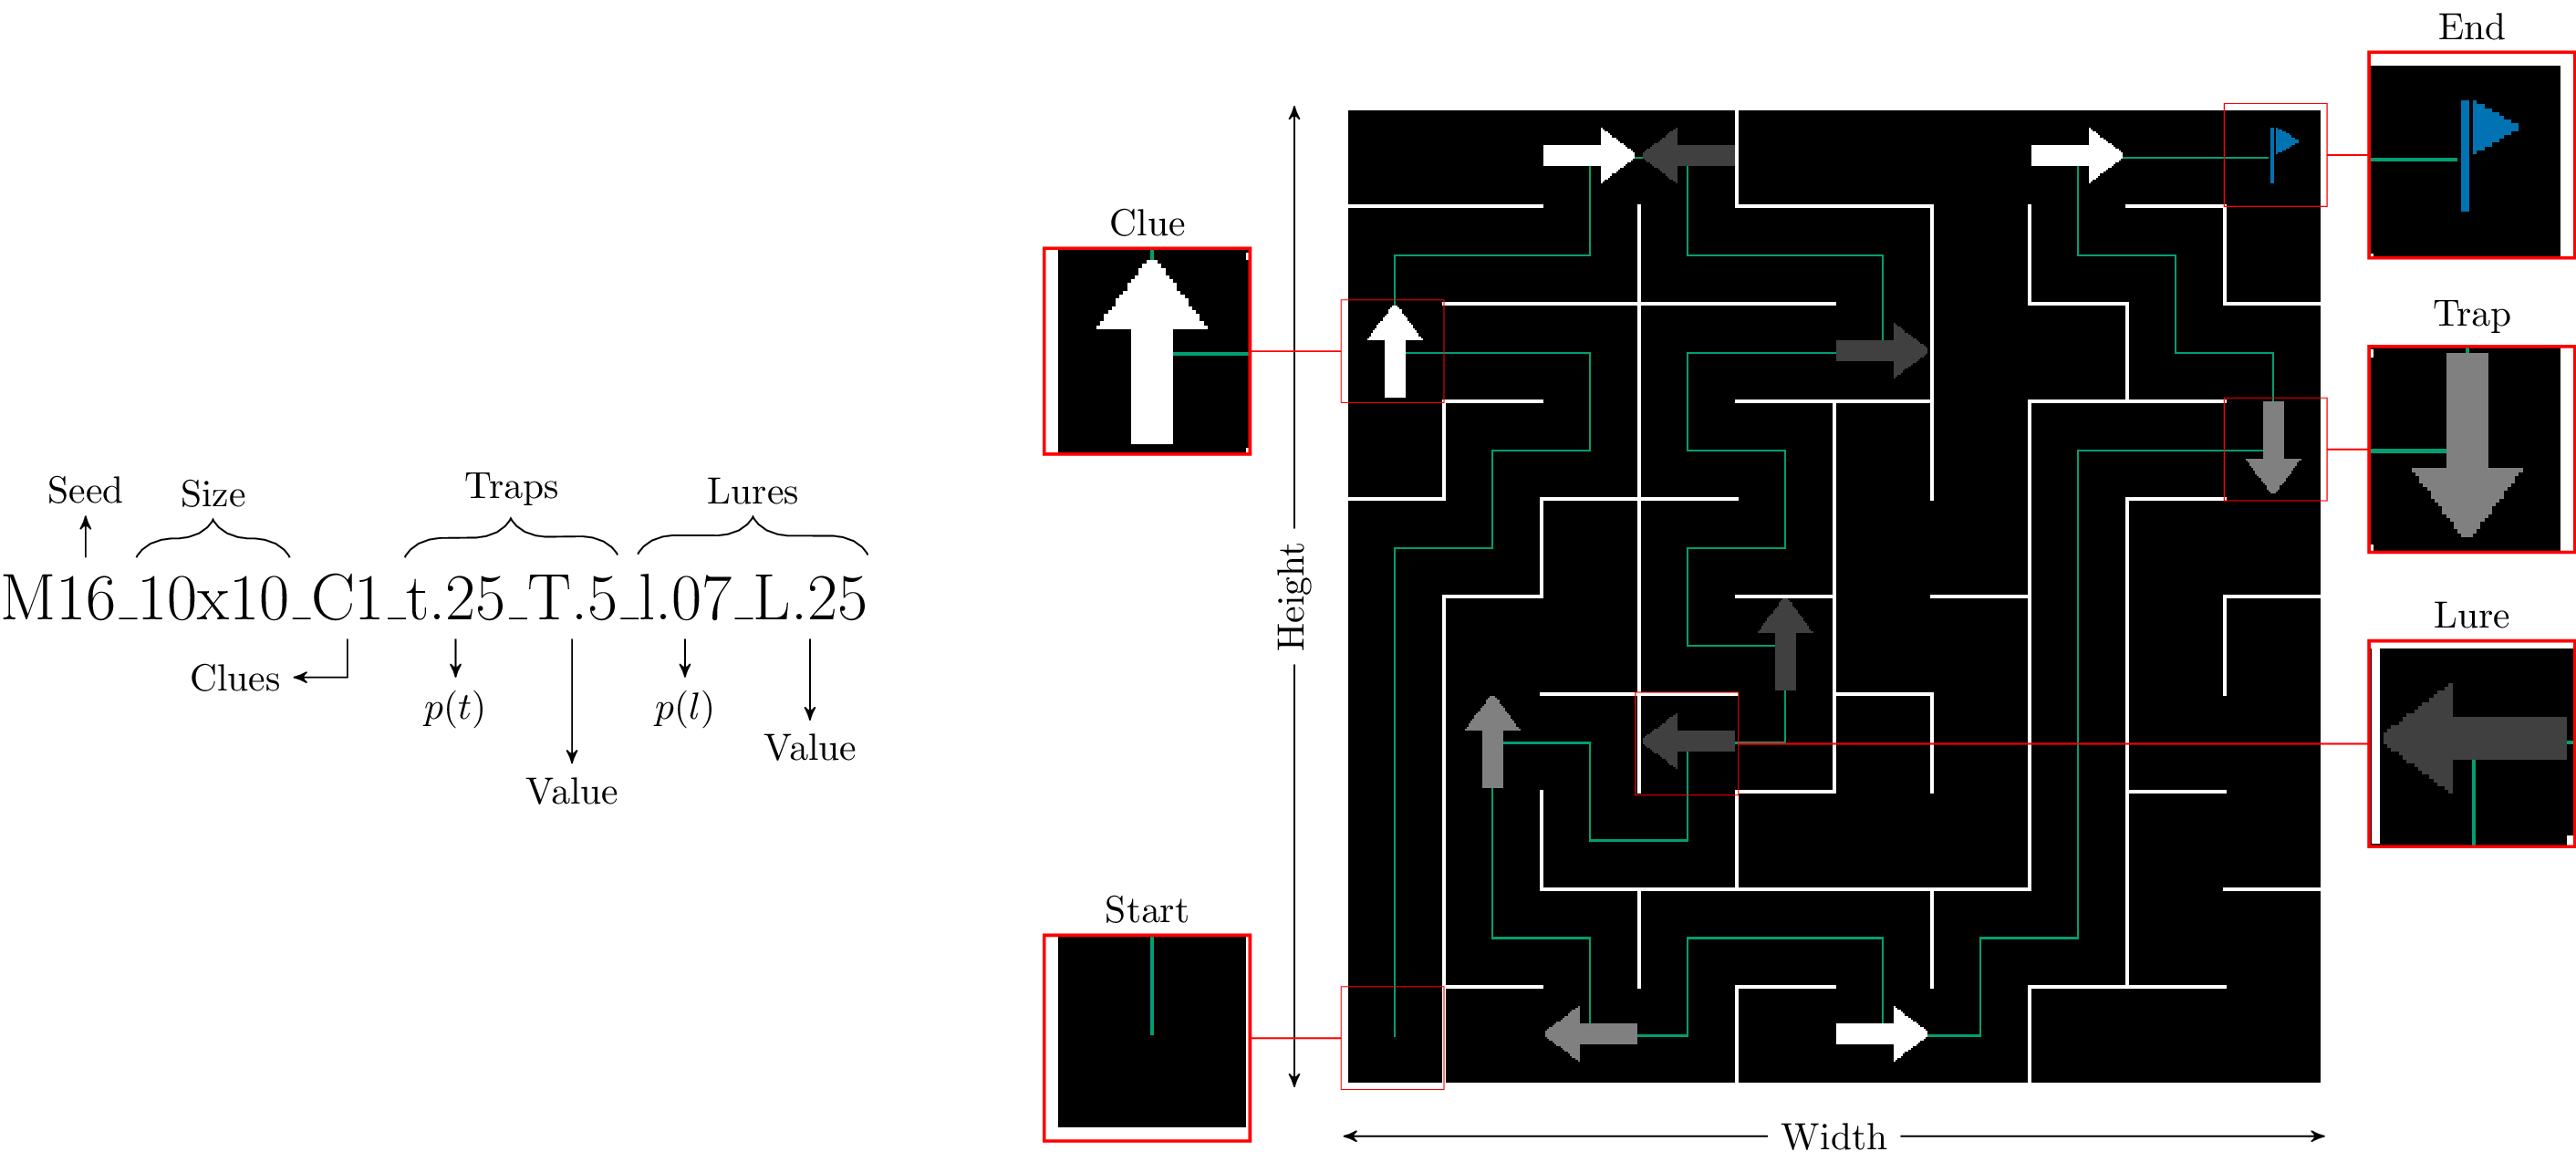 Seed
Size
Traps
Lures
M16_10x10_C1_t.25_T.5_l.07_L.25
Clues
p(t)
Value
p(l)
Value
Clue
Start
Height
Width
End
Trap
Lure